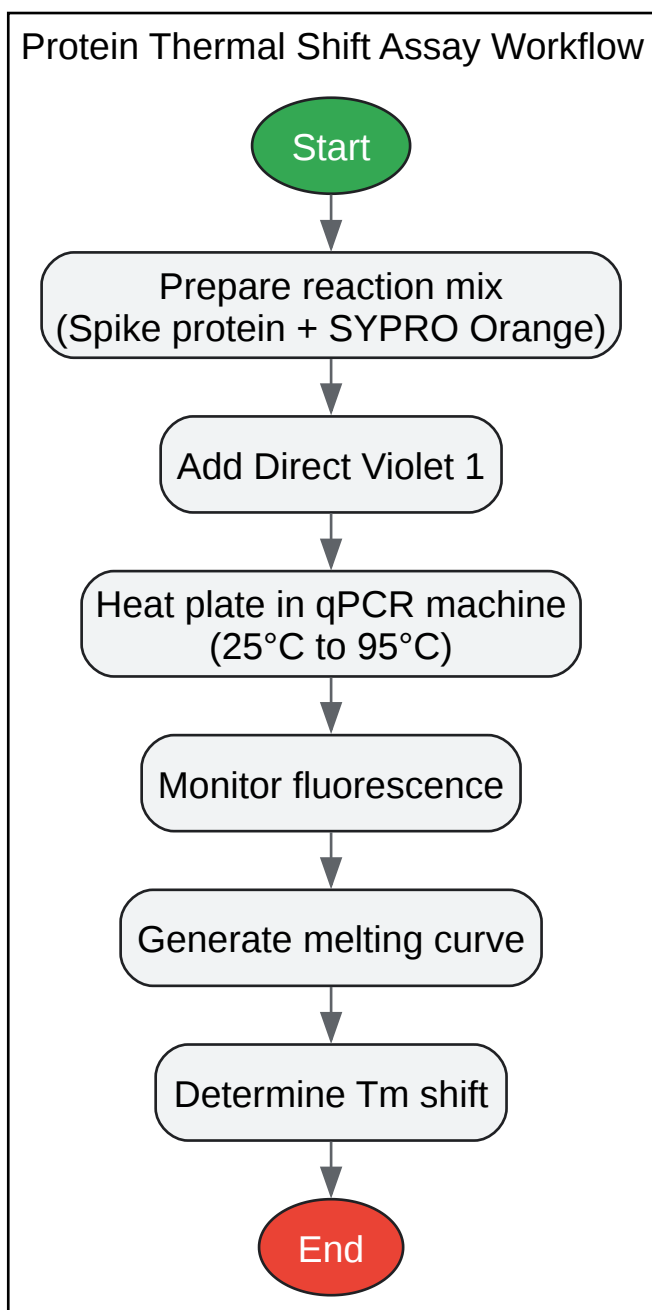 Protein Thermal Shift Assay Workflow
Start
Prepare reaction mix
(Spike protein + SYPRO Orange)
Add Direct Violet 1
Heat plate in qPCR machine
(25°C to 95°C)
Monitor fluorescence
Generate melting curve
Determine Tm shift
End